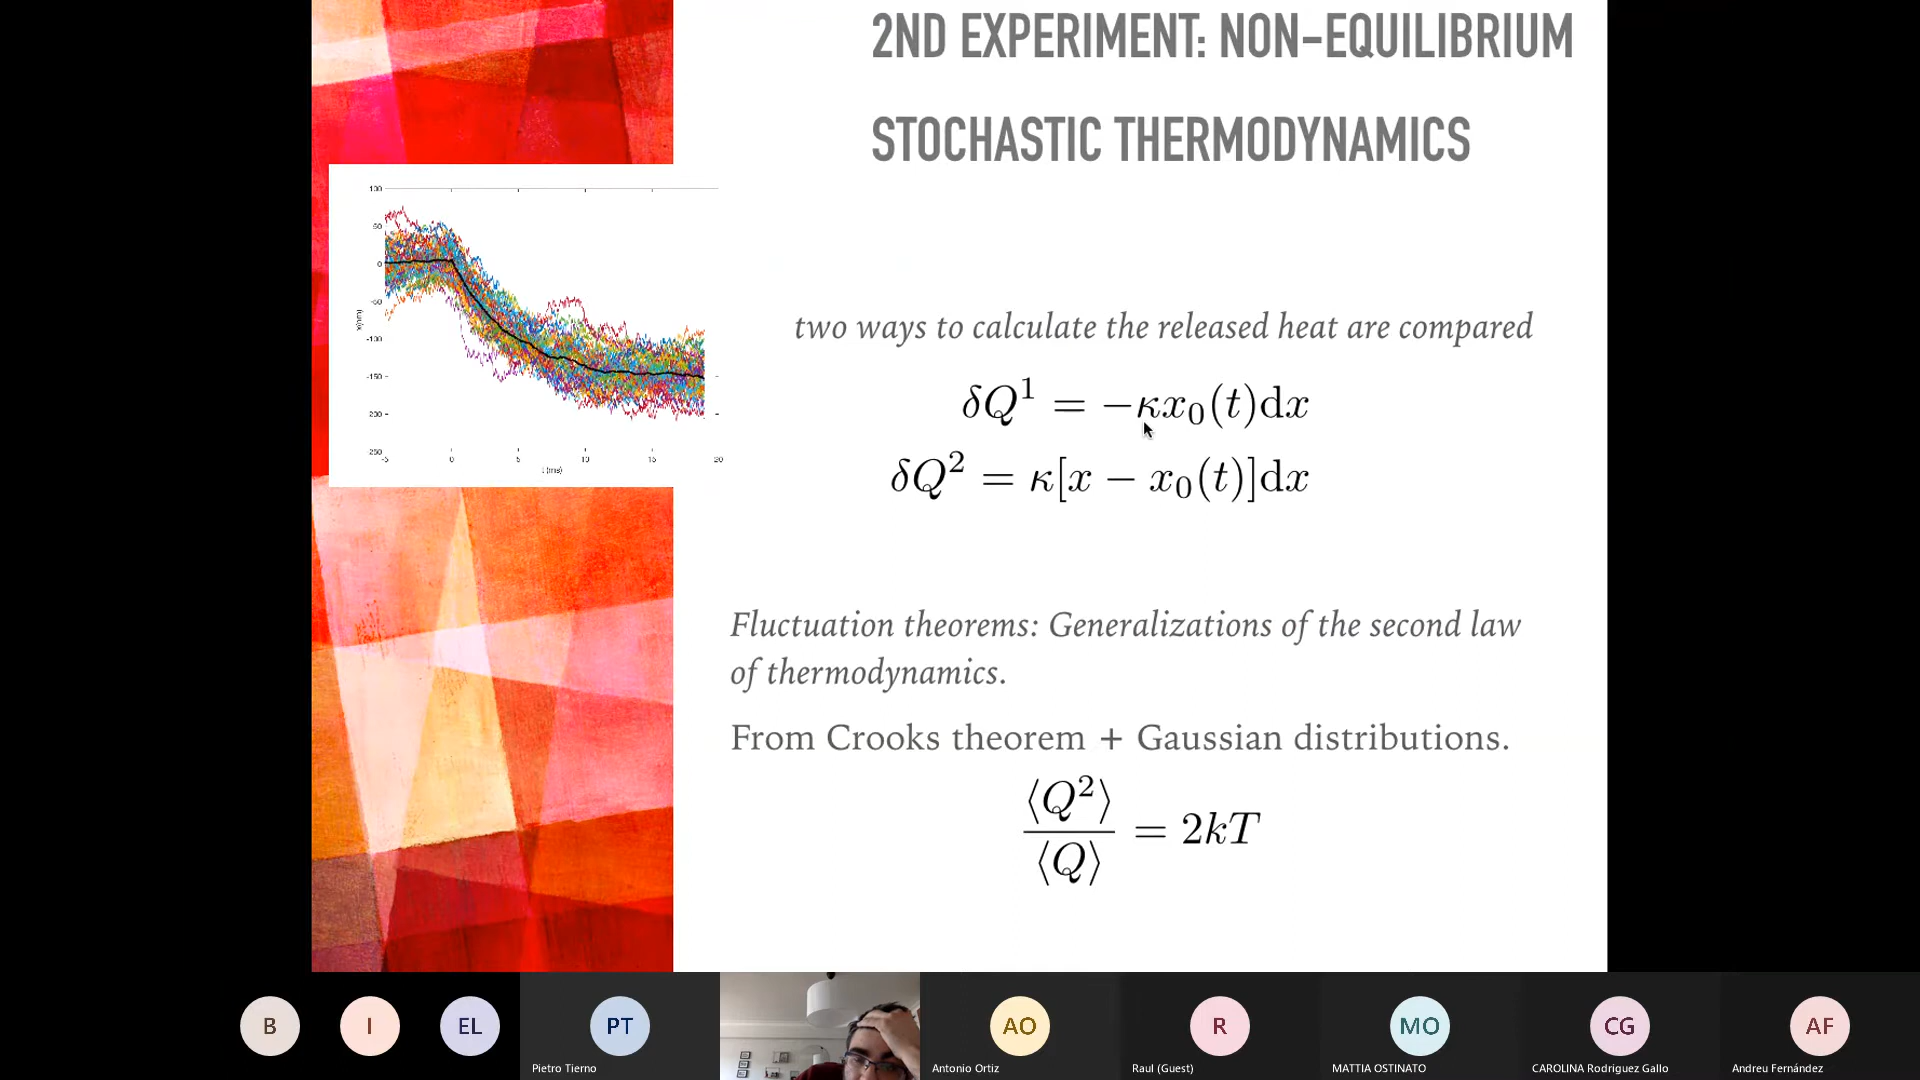 2ND EXPERIMENT: NON-EQUILIBRIUM
STOCHASTIC THERMODYNAMICS
100
50
0
-50
-100
-150
200
250
x(nm)
-5 0 5 10 15 20
t (ms)
two ways to calculate the released heat are compared
δQ¹ = −κx₀(t)dx
δQ² = κ[x − x₀(t)]dx
Fluctuation theorems: Generalizations of the second law
of thermodynamics.
From Crooks theorem + Gaussian distributions.
⟨Q²⟩
⟨Q⟩
= 2kT
B I EL PT AO R MO CG AF
Pietro Tierno Antonio Ortiz Raul (Guest) MATTIA OSTINATO CAROLINA Rodriguez Gallo Andreu Fernández